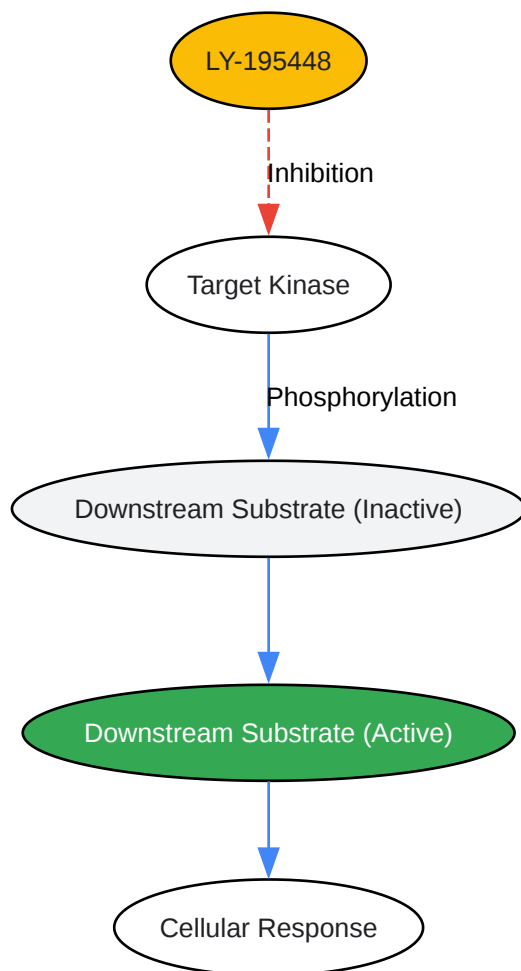 LY-195448
Inhibition
Target Kinase
Phosphorylation
Downstream Substrate (Inactive)
Downstream Substrate (Active)
Cellular Response